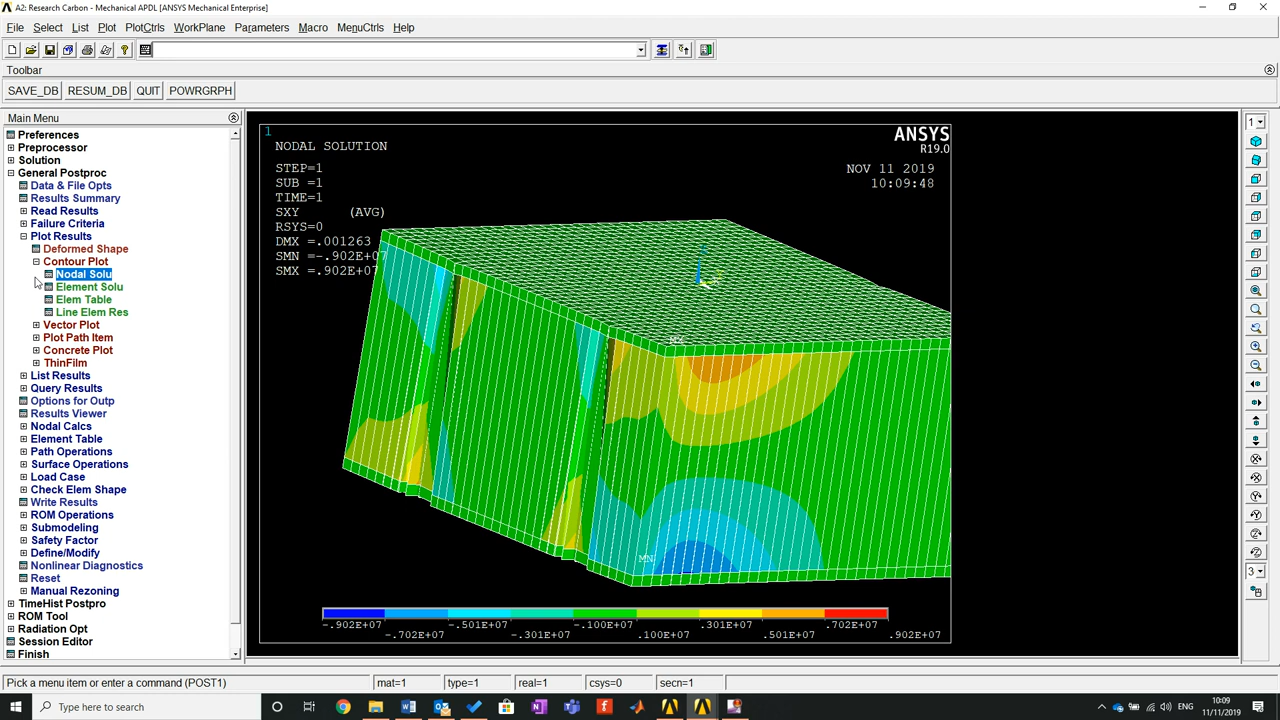 A2: Research Carbon - Mechanical APDL [ANSYS Mechanical Enterprise]
File Select List Plot PlotCtrls WorkPlane Parameters Macro MenuCtrls Help
Toolbar
SAVE_DB RESUM_DB QUIT POWRGRPH
Main Menu
Preferences
Preprocessor
Solution
General Postproc
Data & File Opts
Results Summary
Read Results
Failure Criteria
Plot Results
Deformed Shape
Contour Plot
Nodal Solu
Element Solu
Elem Table
Line Elem Res
Vector Plot
Plot Path Item
Concrete Plot
ThinFilm
List Results
Query Results
Options for Outp
Results Viewer
Nodal Calcs
Element Table
Path Operations
Surface Operations
Load Case
Check Elem Shape
Write Results
ROM Operations
Submodeling
Safety Factor
Define/Modify
Nonlinear Diagnostics
Reset
Manual Rezoning
TimeHist Postpro
ROM Tool
Radiation Opt
Session Editor
Finish
1
NODAL SOLUTION
STEP=1
SUB =1
TIME=1
SXY (AVG)
RSYS=0
DMX =.001263
SMN =-.902E+07
SMX =.902E+07
ANSYS
R19.0
NOV 11 2019
10:09:48
MX
MN
-.902E+07 -.501E+07 -.100E+07 .301E+07 .702E+07
-.702E+07 -.301E+07 .100E+07 .501E+07 .902E+07
1
3
Pick a menu item or enter a command (POST1) mat=1 type=1 real=1 csys=0 secn=1
Type here to search
ENG
10:09
11/11/2019